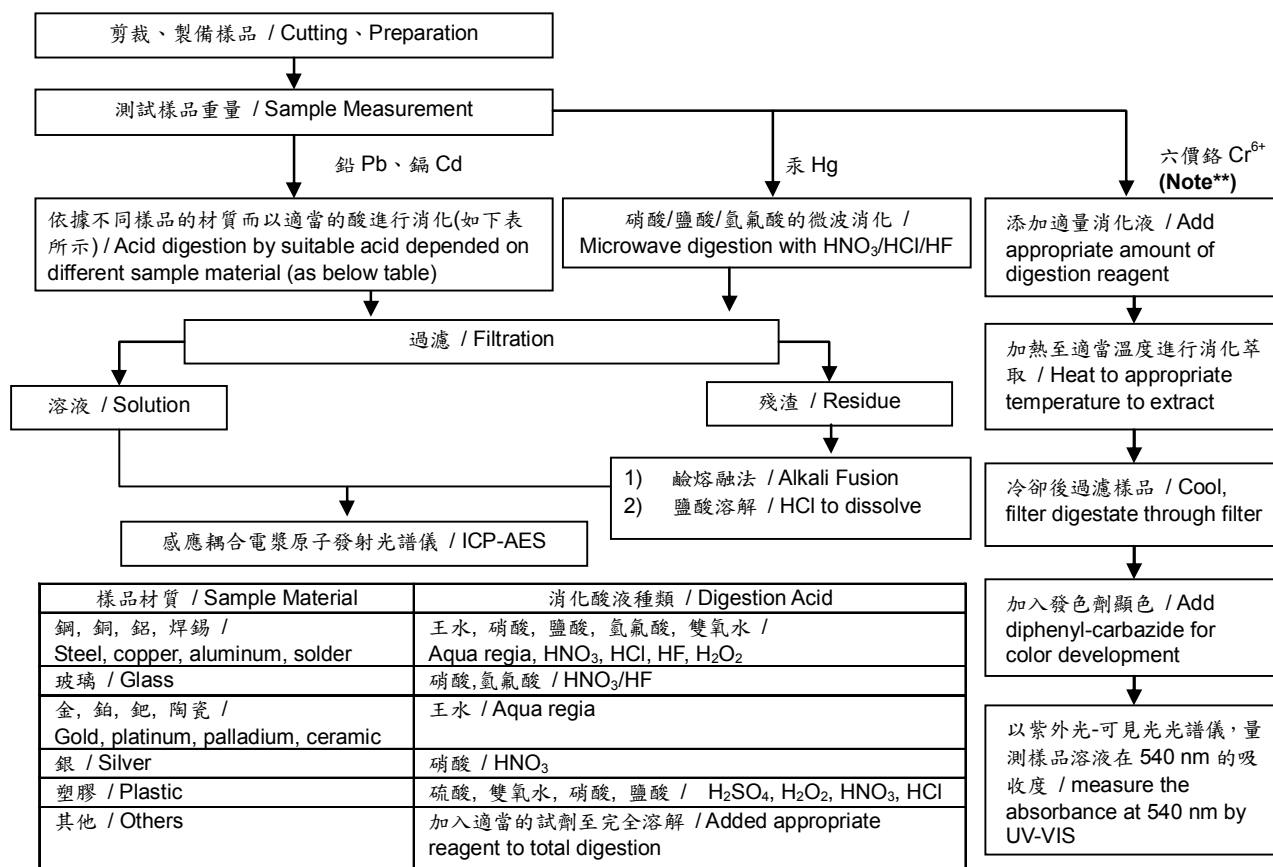 剪裁、製備樣品 / Cutting、Preparation
測試樣品重量 / Sample Measurement
鉛 Pb、鎘 Cd
汞 Hg
六價鉻 Cr⁶⁺
(Note**)
依據不同樣品的材質而以適當的酸進行消化(如下表
所示) / Acid digestion by suitable acid depended on
different sample material (as below table)
硝酸/鹽酸/氫氟酸的微波消化 /
Microwave digestion with HNO₃/HCl/HF
添加適量消化液 / Add
appropriate amount of
digestion reagent
過濾 / Filtration
加熱至適當溫度進行消化萃
取 / Heat to appropriate
temperature to extract
溶液 / Solution
殘渣 / Residue
1) 鹼熔融法 / Alkali Fusion
2) 鹽酸溶解 / HCl to dissolve
冷卻後過濾樣品 / Cool,
filter digestate through filter
感應耦合電漿原子發射光譜儀 / ICP-AES
加入發色劑顯色 / Add
diphenyl-carbazide for
color development
以紫外光-可見光光譜儀，量
測樣品溶液在 540 nm 的吸
收度 / measure the
absorbance at 540 nm by
UV-VIS
樣品材質 / Sample Material 消化酸液種類 / Digestion Acid
鋼, 銅, 鋁, 焊錫 / 王水, 硝酸, 鹽酸, 氫氟酸, 雙氧水 /
Steel, copper, aluminum, solder Aqua regia, HNO₃, HCl, HF, H₂O₂
玻璃 / Glass 硝酸,氫氟酸 / HNO₃/HF
金, 鉑, 鈀, 陶瓷 / 王水 / Aqua regia
Gold, platinum, palladium, ceramic
銀 / Silver 硝酸 / HNO₃
塑膠 / Plastic 硫酸, 雙氧水, 硝酸, 鹽酸 / H₂SO₄, H₂O₂, HNO₃, HCl
其他 / Others 加入適當的試劑至完全溶解 / Added appropriate
reagent to total digestion